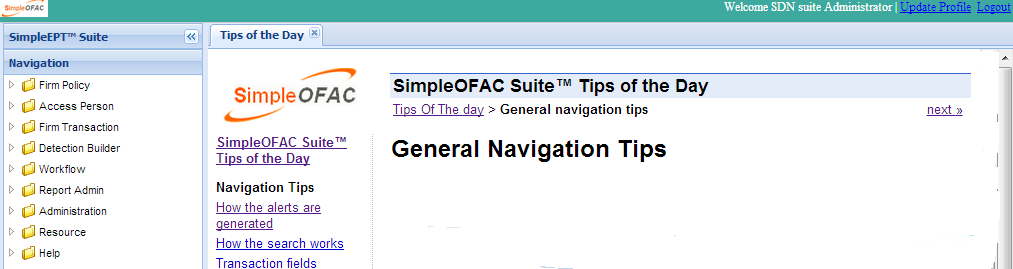 SimpleOFAC
Welcome SDN suite Administrator | Update Profile Logout
SimpleEPT™ Suite
Navigation
Firm Policy
Access Person
Firm Transaction
Detection Builder
Workflow
Report Admin
Administration
Resource
Help
Tips of the Day
SimpleOFAC
SimpleOFAC Suite™
Tips of the Day
Navigation Tips
How the alerts are
generated
How the search works
Transaction fields
SimpleOFAC Suite™ Tips of the Day
Tips Of The day > General navigation tips next »
General Navigation Tips